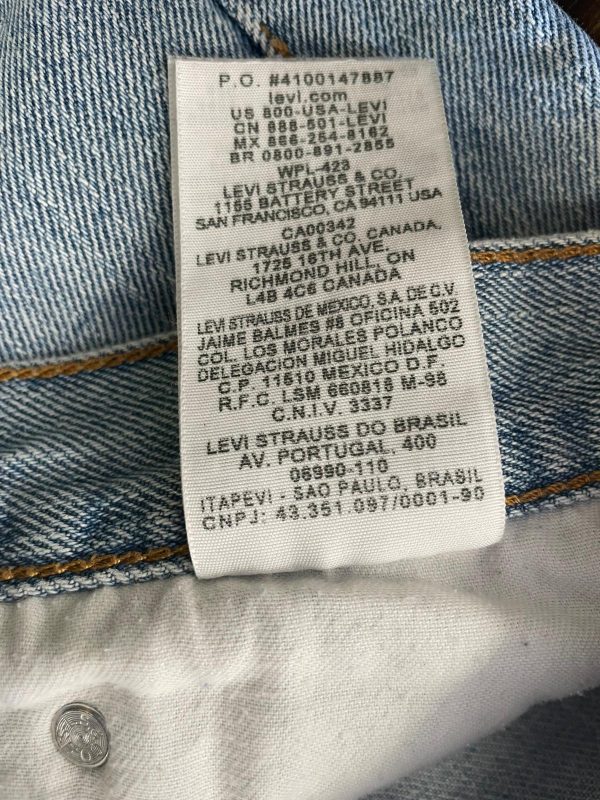 P.O. #4100147887
levi.com
US 800-USA-LEVI
CN 888-501-LEVI
MX 866-254-8162
BR 0800-891-2855
WPL-423
LEVI STRAUSS & CO.
1155 BATTERY STREET
SAN FRANCISCO, CA 94111 USA
CA00342
LEVI STRAUSS & CO. CANADA,
1725 16TH AVE.
RICHMOND HILL, ON
L4B 4C6 CANADA
LEVI STRAUSS DE MEXICO, S.A. DE C.V.
JAIME BALMES #8 OFICINA 602
COL. LOS MORALES POLANCO
DELEGACION MIGUEL HIDALGO
C.P. 11510 MEXICO D.F
R.F.C. LSM 660818 M-95
C.N.I.V. 3337
LEVI STRAUSS DO BRASIL
AV. PORTUGAL, 400
06690-110
ITAPEVI - SAO PAULO, BRASIL
CNPJ: 43.351.097/0001-90